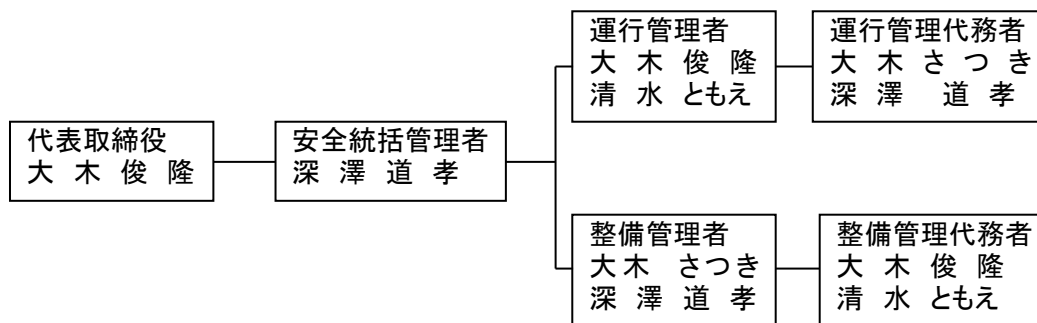 代表取締役
大木俊隆
安全統括管理者
深澤道孝
運行管理者
大木俊隆
清水ともえ
運行管理代務者
大木さつき
深澤道孝
整備管理者
大木さつき
深澤道孝
整備管理代務者
大木俊隆
清水ともえ